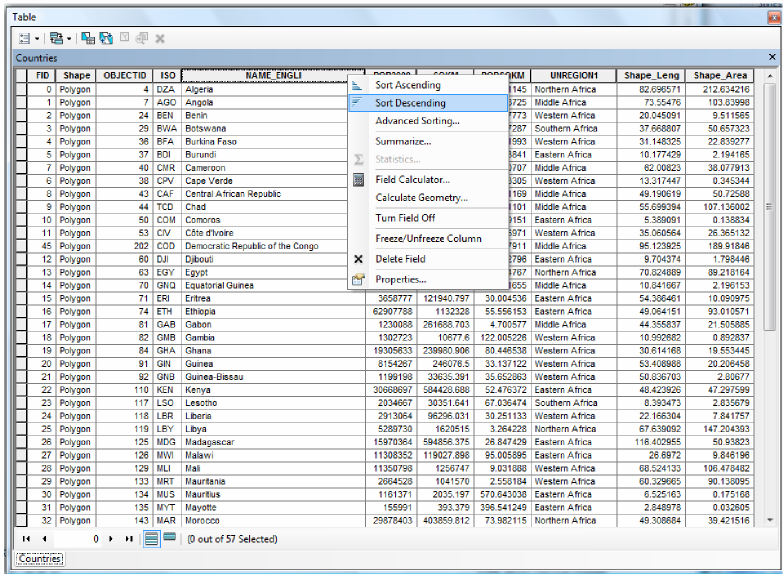 Table
Countries
FID Shape OBJECTID ISO NAME_ENGLI UNREGION1 Shape_Leng Shape_Area
0 Polygon 4 DZA Algeria Sort Ascending 1145 Northern Africa 82.696571 212.634216
1 Polygon 7 AGO Angola Sort Descending 8725 Middle Africa 73.55476 103.83998
2 Polygon 24 BEN Benin Advanced Sorting... 7773 Western Africa 20.045091 9.511565
3 Polygon 29 BWA Botswana 7287 Southern Africa 37.668807 50.657323
4 Polygon 36 BFA Burkina Faso Summarize... 1993 Western Africa 31.148325 22.839277
5 Polygon 37 BDI Burundi Statistics... 8841 Eastern Africa 10.177429 2.194165
7 Polygon 40 CMR Cameroon Field Calculator... 0707 Middle Africa 62.00823 38.077913
6 Polygon 38 CPV Cape Verde 8305 Western Africa 13.317447 0.345344
8 Polygon 43 CAF Central African Republic Calculate Geometry... 1169 Middle Africa 49.190619 50.72588
9 Polygon 44 TCD Chad 1101 Middle Africa 55.699394 107.136002
10 Polygon 50 COM Comoros Turn Field Off 9151 Eastern Africa 5.389091 0.138834
11 Polygon 53 CIV Côte d'Ivoire Freeze/Unfreeze Column 8971 Western Africa 35.060564 26.365132
45 Polygon 202 COD Democratic Republic of the Congo 7911 Middle Africa 95.123925 189.91846
12 Polygon 60 DJI Djibouti Delete Field 2796 Eastern Africa 9.704374 1.798446
13 Polygon 63 EGY Egypt Properties... 4767 Northern Africa 70.824889 89.218164
14 Polygon 70 GNQ Equatorial Guinea 1655 Middle Africa 10.841667 2.196153
15 Polygon 71 ERI Eritrea 3658777 121940.797 30.004536 Eastern Africa 54.386461 10.090975
16 Polygon 74 ETH Ethiopia 62907788 1132328 55.556153 Eastern Africa 49.064151 93.010571
17 Polygon 81 GAB Gabon 1230088 261688.703 4.700577 Middle Africa 44.355837 21.505885
18 Polygon 82 GMB Gambia 1302723 10677.6 122.005226 Western Africa 10.992682 0.892837
19 Polygon 84 GHA Ghana 19305633 239980.906 80.446538 Western Africa 30.614168 19.553445
20 Polygon 91 GIN Guinea 8154267 246076.5 33.137122 Western Africa 53.408988 20.206458
21 Polygon 92 GNB Guinea-Bissau 1199198 33635.391 35.652863 Western Africa 50.836703 2.80677
22 Polygon 110 KEN Kenya 30668697 584428.688 52.476372 Eastern Africa 48.423926 47.297599
23 Polygon 117 LSO Lesotho 2034667 30351.641 67.036474 Southern Africa 8.393473 2.835679
24 Polygon 118 LBR Liberia 2913064 96296.031 30.251133 Western Africa 22.166304 7.841757
25 Polygon 119 LBY Libya 5289730 1620515 3.264228 Northern Africa 67.639092 147.204393
26 Polygon 125 MDG Madagascar 15970364 594856.375 26.847429 Eastern Africa 116.402955 50.93823
27 Polygon 126 MWI Malawi 11308352 119027.898 95.005895 Eastern Africa 26.6972 9.846196
28 Polygon 129 MLI Mali 11350798 1256747 9.031888 Western Africa 68.524133 106.478482
29 Polygon 133 MRT Mauritania 2664528 1041570 2.558184 Western Africa 60.329665 90.138095
30 Polygon 134 MUS Mauritius 1161371 2035.197 570.643038 Eastern Africa 6.525163 0.175168
31 Polygon 135 MYT Mayotte 155991 393.379 396.541249 Eastern Africa 2.848978 0.032605
32 Polygon 143 MAR Morocco 29878403 403859.812 73.982115 Northern Africa 49.308684 39.421516
0 (0 out of 57 Selected)
Countries